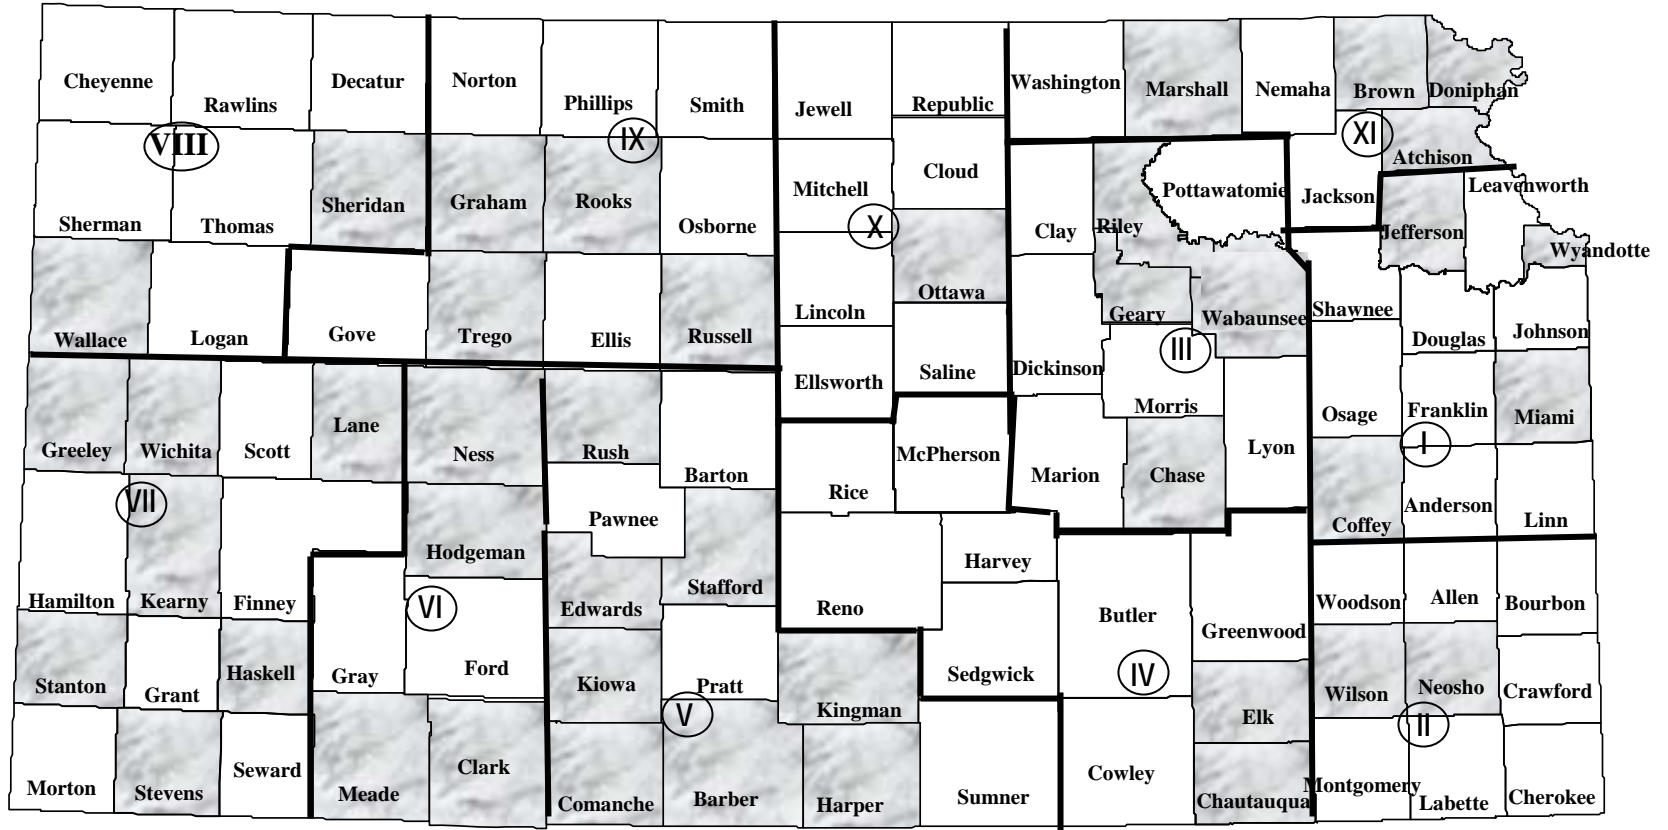 Cheyenne
Rawlins
Decatur
Norton
Phillips
Smith
Jewell
Republic
Washington
Marshall
Nemaha
Brown
Doniphan
VIII
IX
XI
Sherman
Thomas
Sheridan
Graham
Rooks
Osborne
Mitchell
Cloud
X
Clay
Riley
Pottawatomie
Jackson
Atchison
Jefferson
Leavenworth
Wyandotte
Wallace
Logan
Gove
Trego
Ellis
Russell
Lincoln
Ottawa
Geary
Wabaunsee
Shawnee
Douglas
Johnson
Ellsworth
Saline
Dickinson
III
Morris
Osage
Franklin
Miami
Greeley
Wichita
Scott
Lane
Ness
Rush
Barton
Rice
McPherson
Marion
Chase
Lyon
I
Coffey
Anderson
Linn
VII
Hamilton
Kearny
Finney
Hodgeman
Pawnee
Edwards
Stafford
Reno
Harvey
Butler
Greenwood
Woodson
Allen
Bourbon
VI
Stanton
Grant
Haskell
Gray
Ford
Kiowa
Pratt
V
Kingman
Sedgwick
IV
Elk
Wilson
Neosho
Crawford
II
Morton
Stevens
Seward
Meade
Clark
Comanche
Barber
Harper
Sumner
Cowley
Chautauqua
Montgomery
Labette
Cherokee